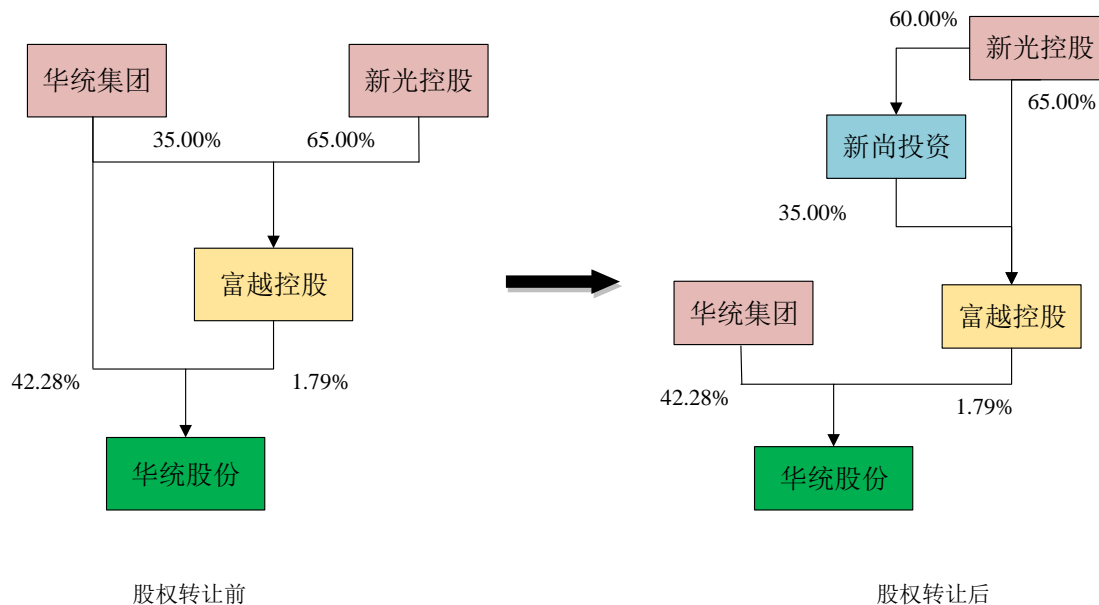 华统集团
新光控股
35.00%
65.00%
富越控股
42.28%
1.79%
华统股份
股权转让前
60.00%
新光控股
65.00%
新尚投资
35.00%
华统集团
富越控股
42.28%
1.79%
华统股份
股权转让后